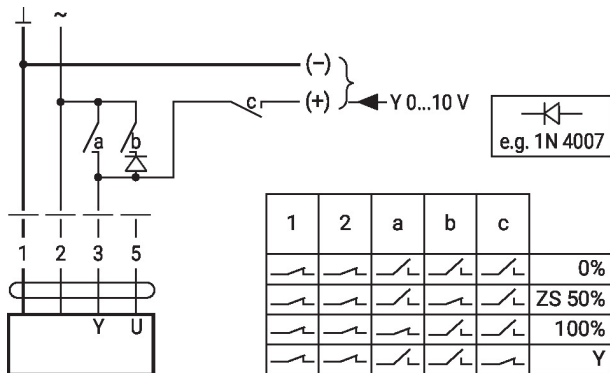 ⊥ ~
(−)
c (+) Y 0...10 V
a b
e.g. 1N 4007
1 2 3 5
Y U
1 2 a b c
0%
ZS 50%
100%
Y